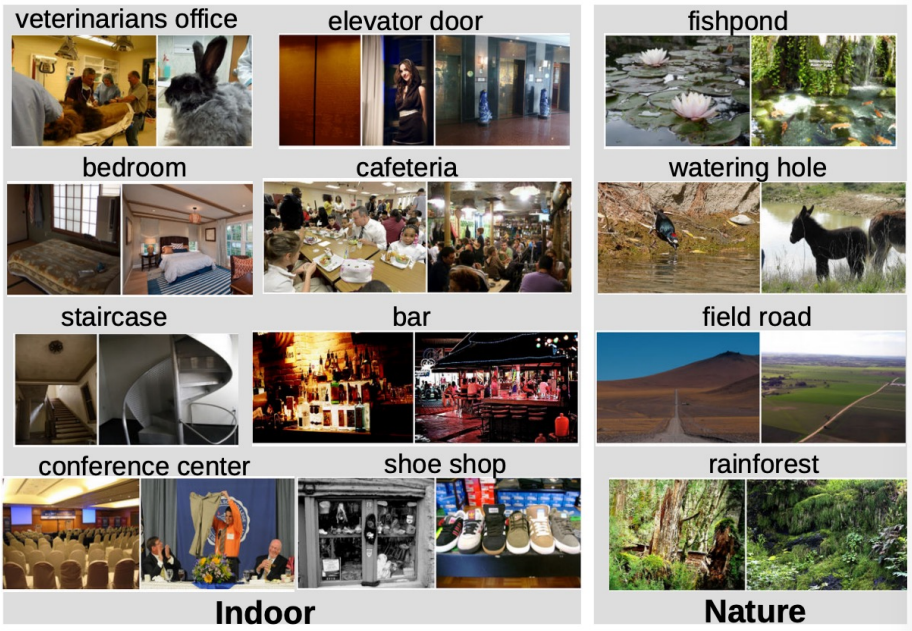 veterinarians office
elevator door
fishpond
bedroom
cafeteria
watering hole
staircase
bar
field road
conference center
shoe shop
rainforest
Indoor
Nature